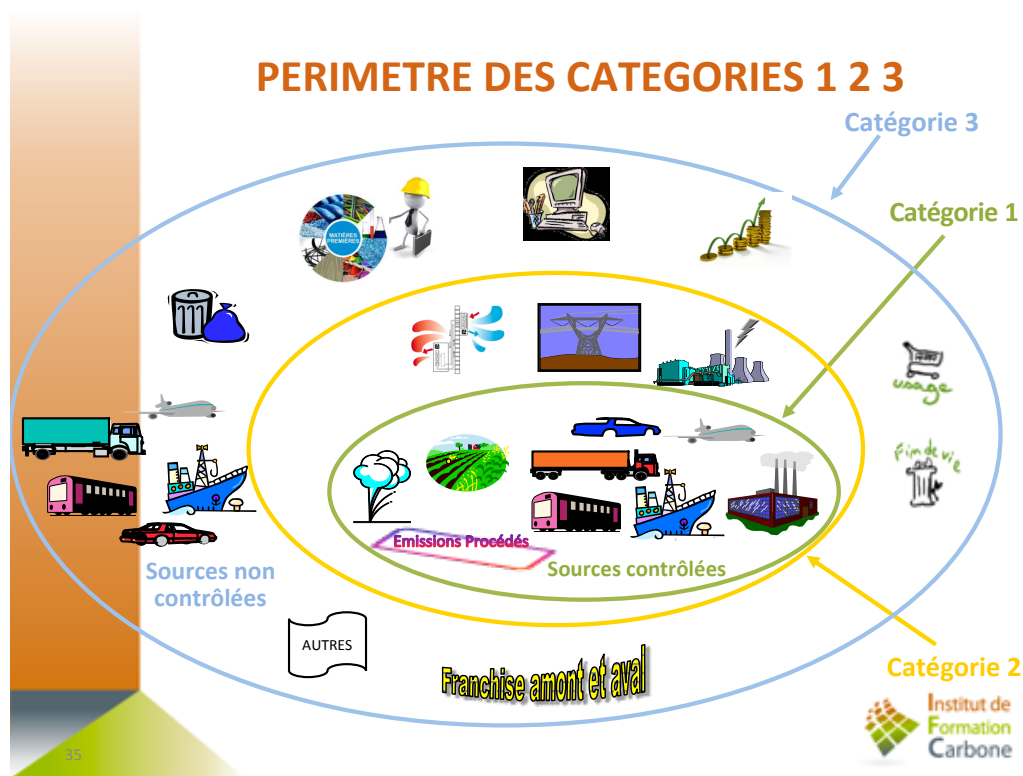 PERIMETRE DES CATEGORIES 1 2 3
Catégorie 3
Catégorie 1
MATIÈRES
PREMIÈRES
usage
Fin de vie
Emissions Procédés
Sources contrôlées
Sources non
contrôlées
AUTRES
Franchise amont et aval
Catégorie 2
Institut de
Formation
Carbone
35